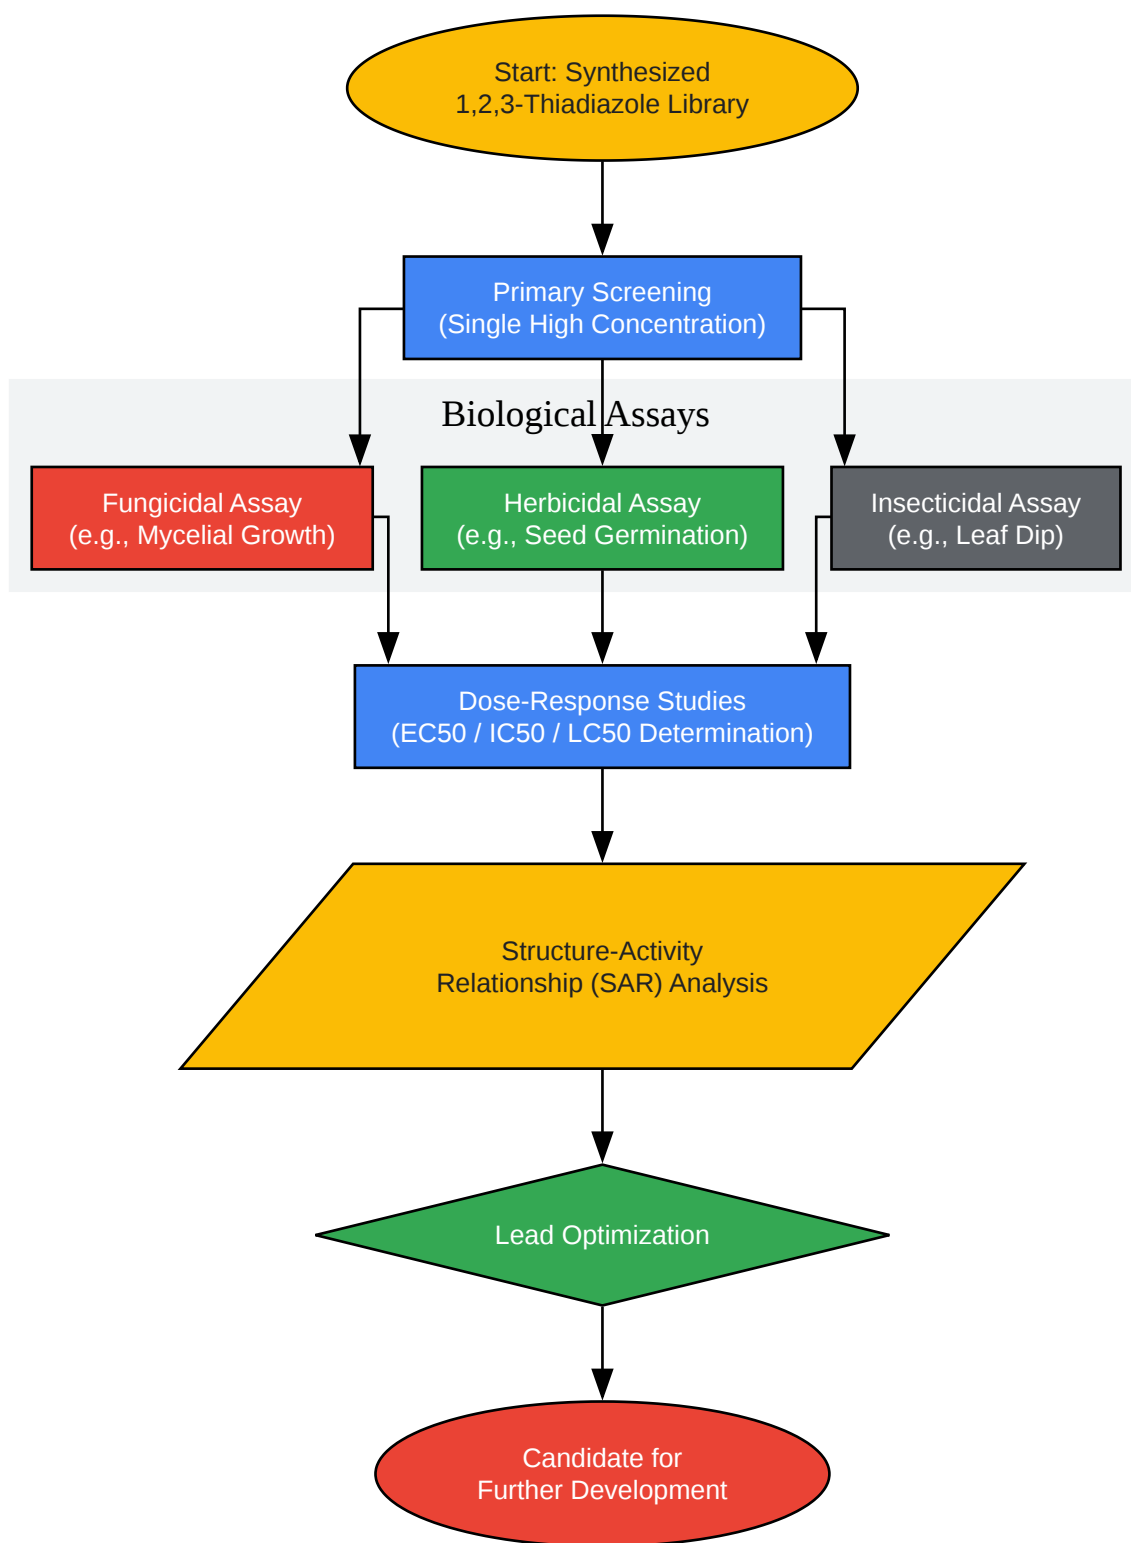 Start: Synthesized
1,2,3-Thiadiazole Library
Primary Screening
(Single High Concentration)
Biological Assays
Fungicidal Assay
(e.g., Mycelial Growth)
Herbicidal Assay
(e.g., Seed Germination)
Insecticidal Assay
(e.g., Leaf Dip)
Dose-Response Studies
(EC50 / IC50 / LC50 Determination)
Structure-Activity
Relationship (SAR) Analysis
Lead Optimization
Candidate for
Further Development